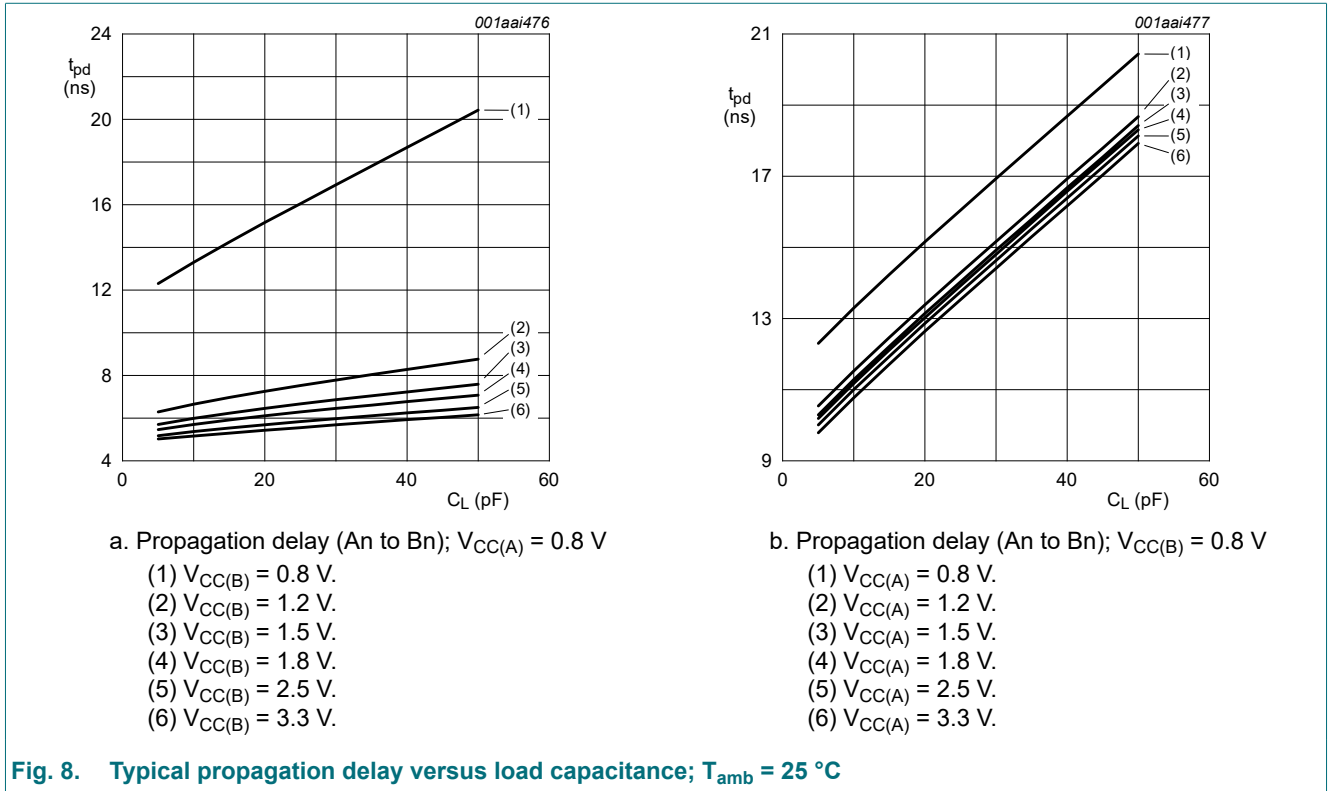 001aai476
24
20
16
12
8
4
t_pd
(ns)
(1)
(2)
(3)
(4)
(5)
(6)
0
20
40
60
C_L (pF)
a. Propagation delay (An to Bn); V_CC(A) = 0.8 V
(1) V_CC(B) = 0.8 V.
(2) V_CC(B) = 1.2 V.
(3) V_CC(B) = 1.5 V.
(4) V_CC(B) = 1.8 V.
(5) V_CC(B) = 2.5 V.
(6) V_CC(B) = 3.3 V.
001aai477
21
17
13
9
t_pd
(ns)
(1)
(2)
(3)
(4)
(5)
(6)
0
20
40
60
C_L (pF)
b. Propagation delay (An to Bn); V_CC(B) = 0.8 V
(1) V_CC(A) = 0.8 V.
(2) V_CC(A) = 1.2 V.
(3) V_CC(A) = 1.5 V.
(4) V_CC(A) = 1.8 V.
(5) V_CC(A) = 2.5 V.
(6) V_CC(A) = 3.3 V.
Fig. 8. Typical propagation delay versus load capacitance; T_amb = 25 °C